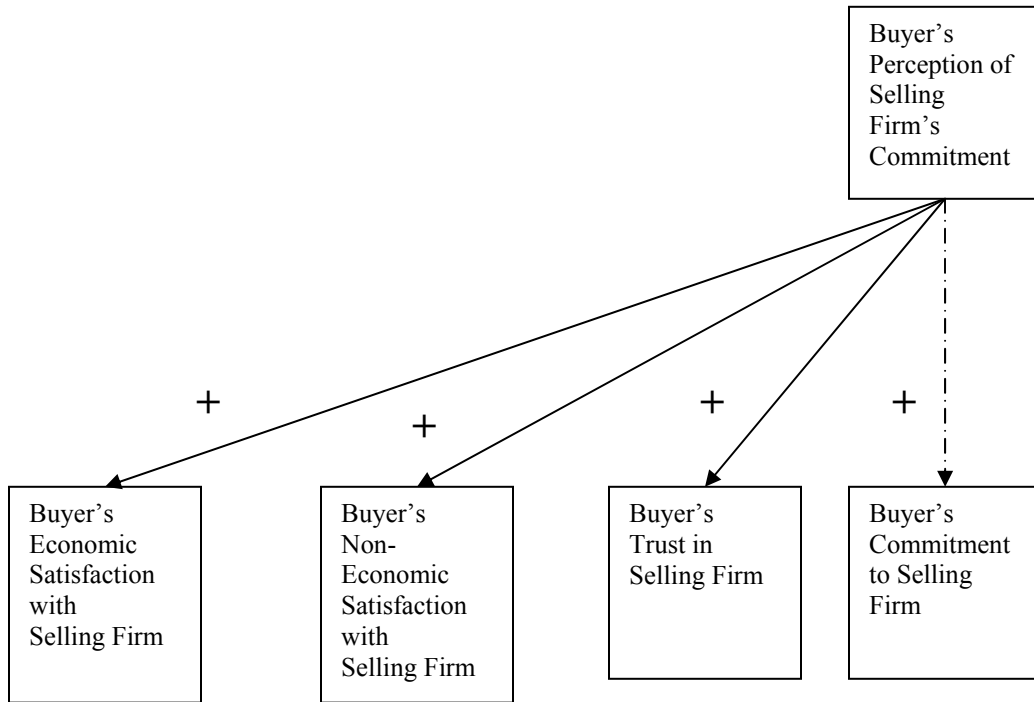 Buyer’s
Perception of
Selling
Firm’s
Commitment
+
+
+
+
Buyer’s
Economic
Satisfaction
with
Selling Firm
Buyer’s
Non-
Economic
Satisfaction
with
Selling Firm
Buyer’s
Trust in
Selling Firm
Buyer’s
Commitment
to Selling
Firm